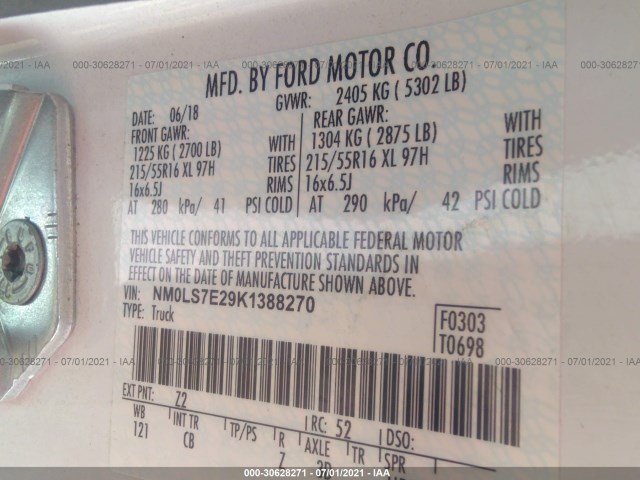 000-30628271 - 07/01/2021 - IAA
MFD. BY FORD MOTOR CO.
DATE: 06/18
GVWR: 2405 KG ( 5302 LB)
FRONT GAWR:
1225 KG ( 2700 LB) WITH
215/55R16 XL 97H TIRES
16x6.5J RIMS
AT 280 kPa/ 41 PSI COLD
REAR GAWR:
1304 KG ( 2875 LB) WITH
215/55R16 XL 97H TIRES
16x6.5J RIMS
AT 290 kPa/ 42 PSI COLD
THIS VEHICLE CONFORMS TO ALL APPLICABLE FEDERAL MOTOR
VEHICLE SAFETY AND THEFT PREVENTION STANDARDS IN
EFFECT ON THE DATE OF MANUFACTURE SHOWN ABOVE.
VIN: NM0LS7E29K1388270
TYPE: Truck
F0303
T0698
EXT PNT: Z2 RC: 52 DSO:
WB INT TR TP/PS R AXLE TR SPR
121 CB 7
000-30628271 - 07/01/2021 - IAA